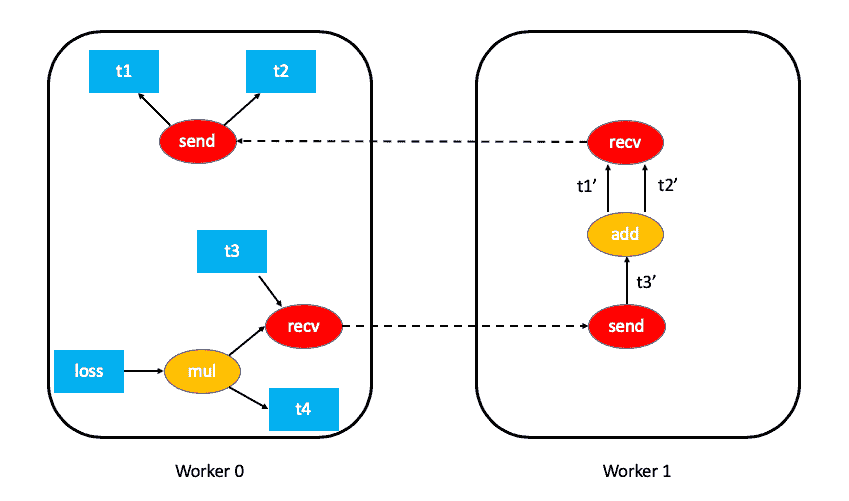 t1
t2
send
recv
t1’
t2’
add
t3
t3’
recv
send
loss
mul
t4
Worker 0
Worker 1